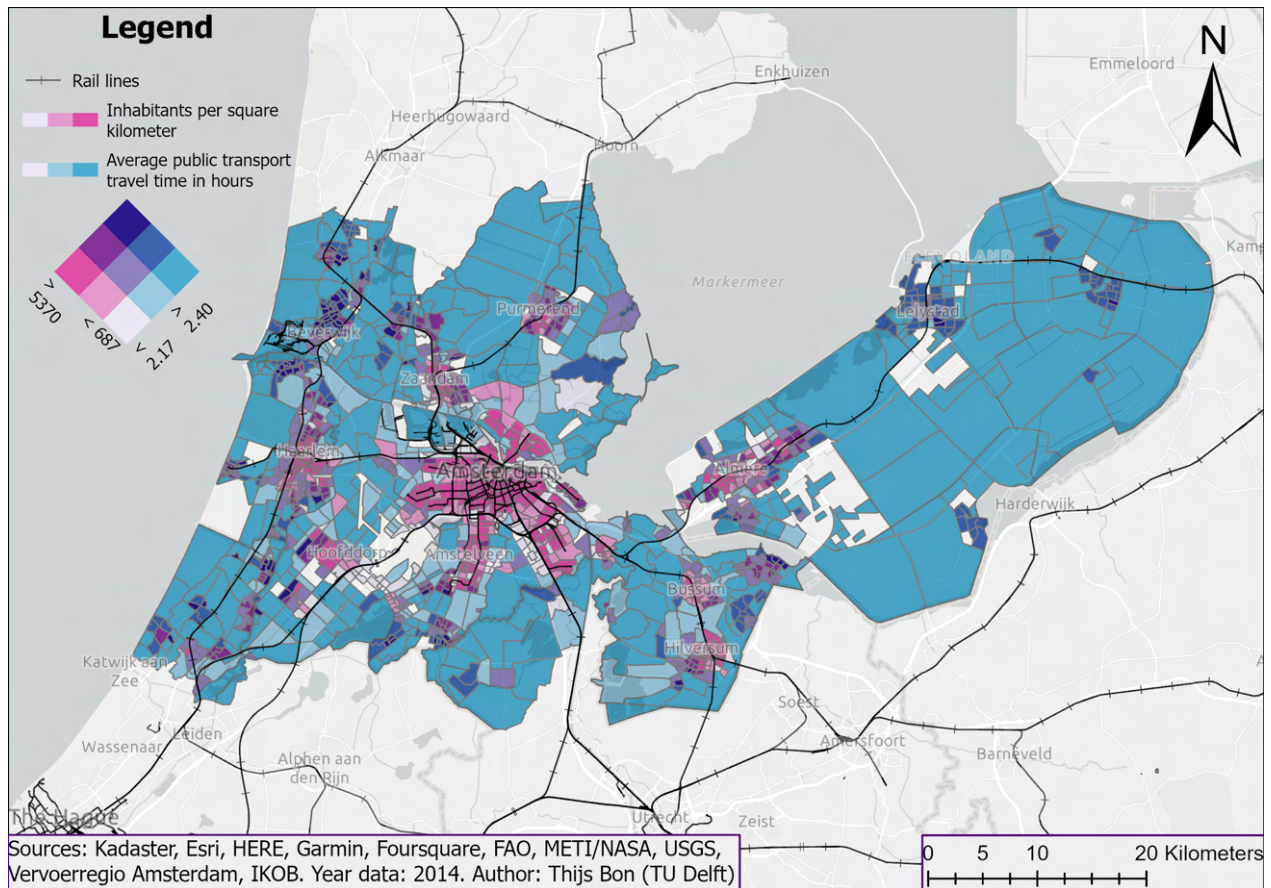 Legend
Rail lines
Inhabitants per square
kilometer
Average public transport
travel time in hours
>
5370
< 687
<
2.17
>
2.40
N
Enkhuizen
Emmeloord
Heerhugowaard
Alkmaar
Hoorn
FLEVOLAND
Markermeer
Purmerend
Lelystad
Beverwijk
Zaandam
Haarlem
Amsterdam
Almere
Harderwijk
Hoofddorp
Amstelveen
Bussum
Hilversum
Katwijk aan
Zee
Soest
Leiden
Wassenaar
Amersfoort
Barneveld
Alphen aan
den Rijn
The Hague
Utrecht
Zeist
Sources: Kadaster, Esri, HERE, Garmin, Foursquare, FAO, METI/NASA, USGS,
Vervoerregio Amsterdam, IKOB. Year data: 2014. Author: Thijs Bon (TU Delft)
0 5 10 20 Kilometers